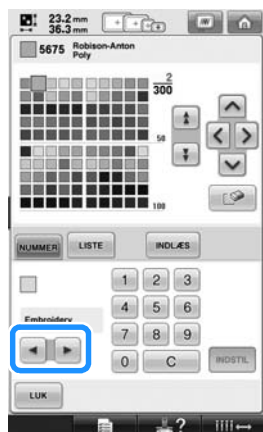 23.2 mm
36.3 mm
5675 Robison-Anton
Poly
2
300
50
100
NUMMER LISTE INDLÆS
1 2 3
Embroidery
4 5 6
7 8 9
0 C INDSTIL
LUK
?